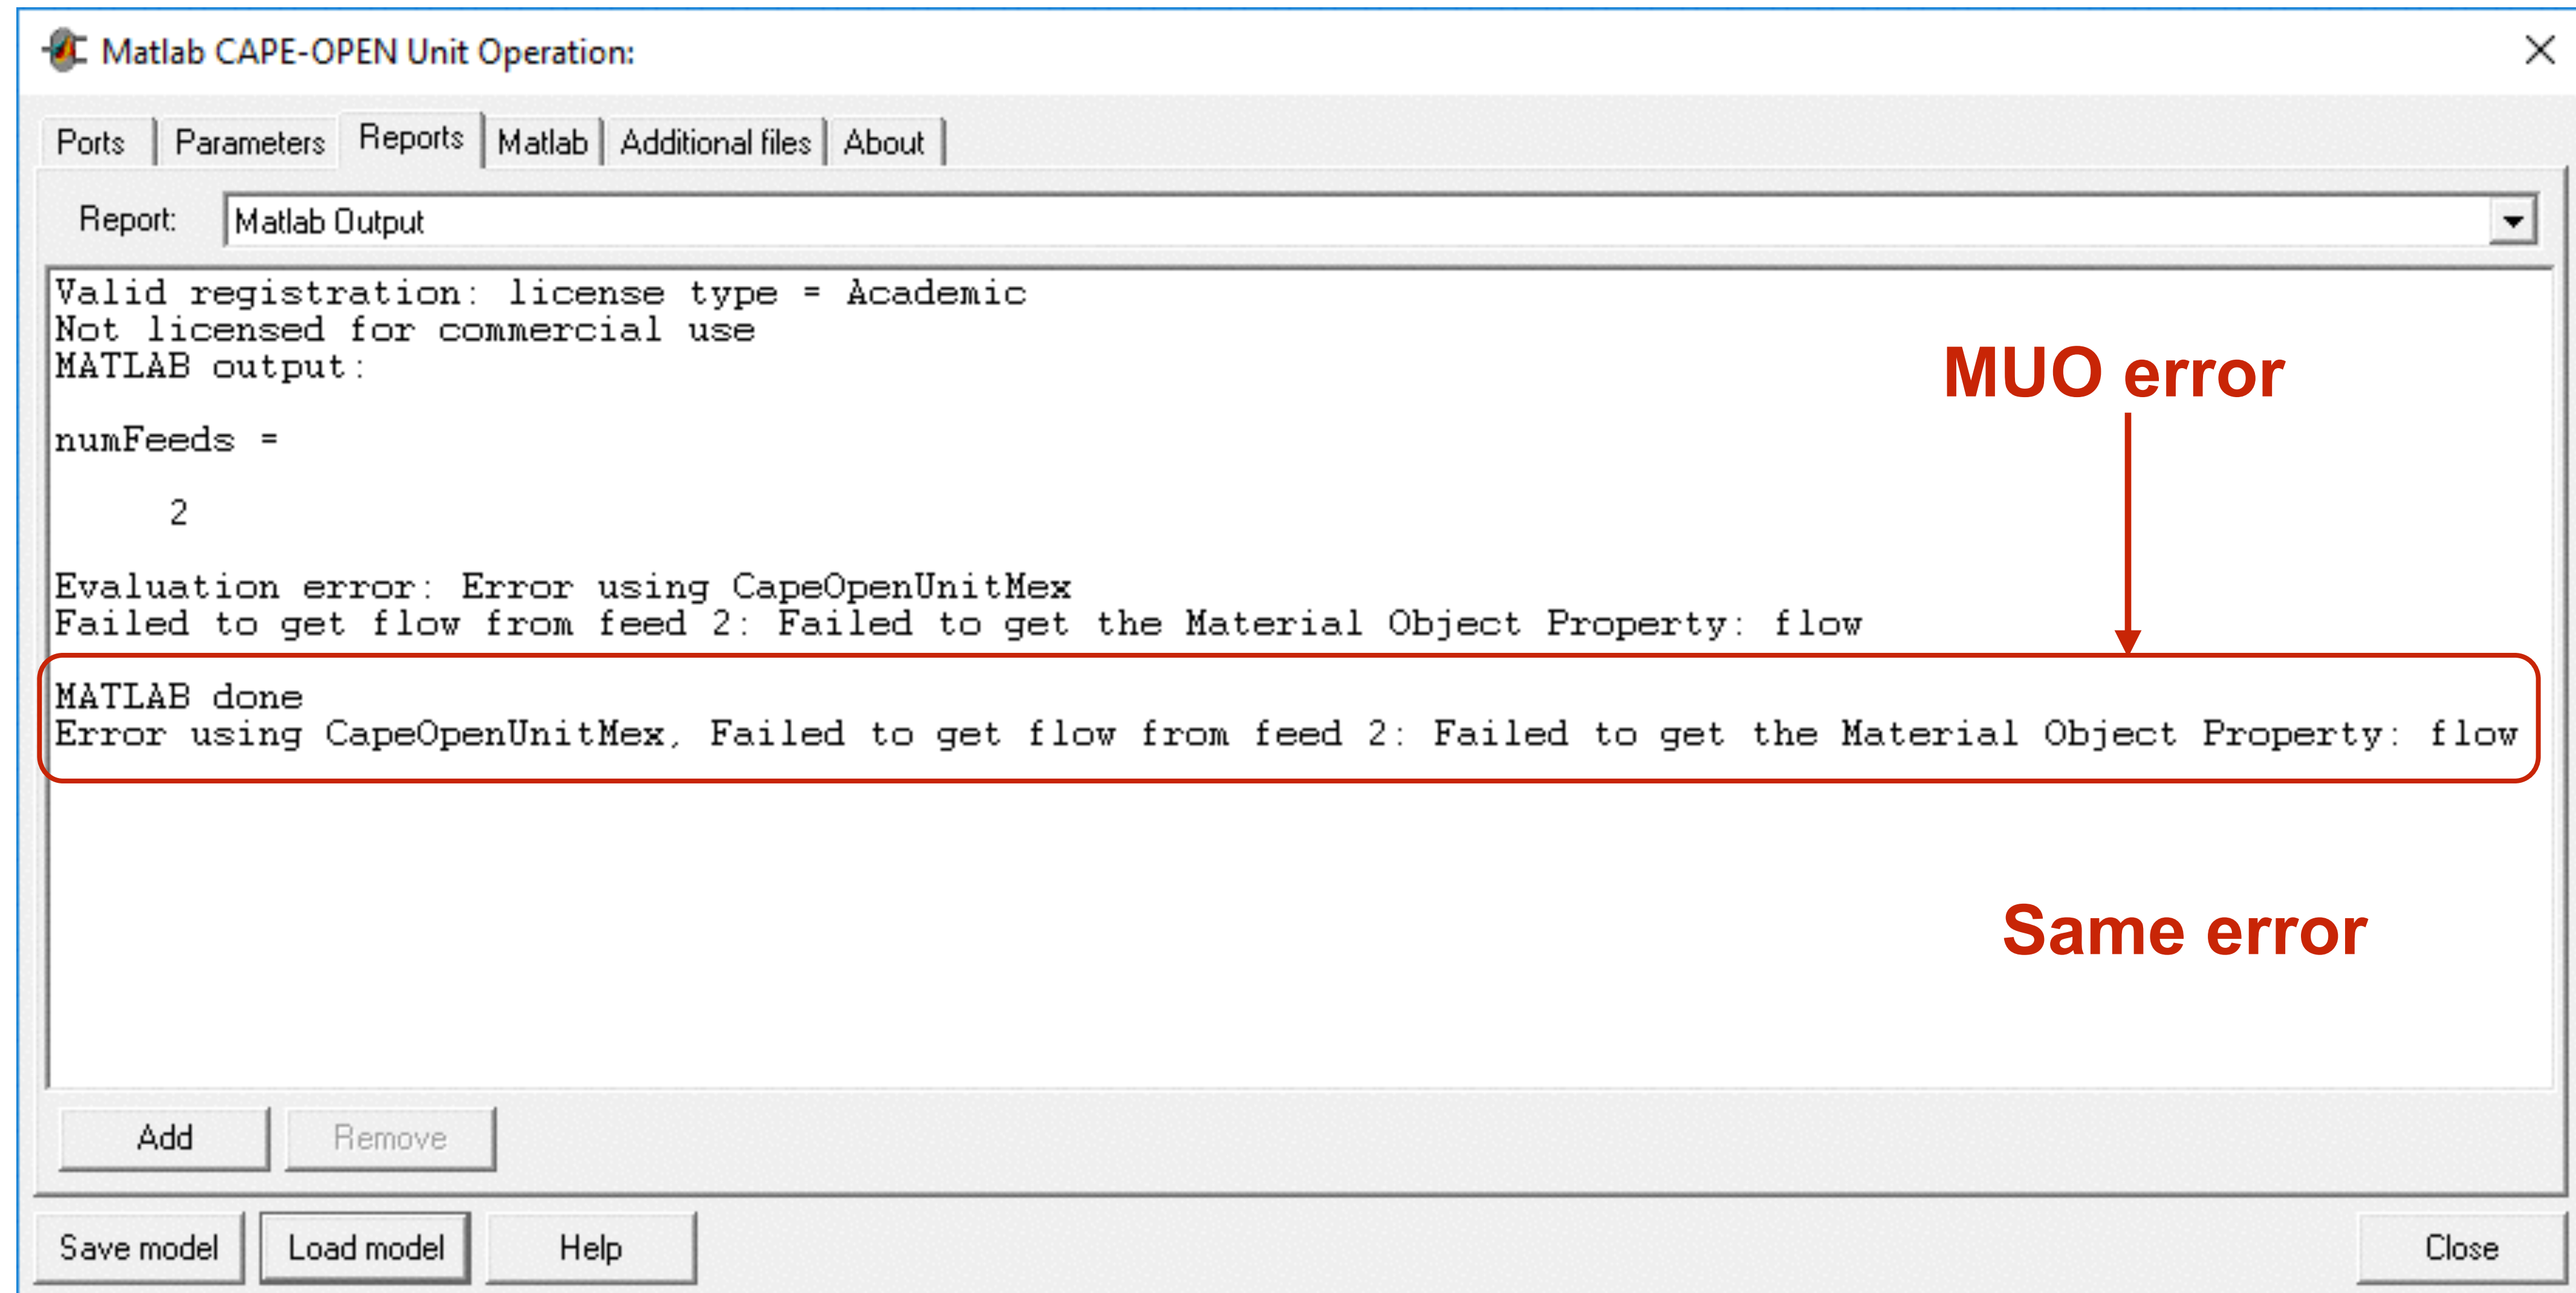 Matlab CAPE-OPEN Unit Operation:
Ports Parameters Reports Matlab Additional files About
Report: Matlab Output
Valid registration: license type = Academic
Not licensed for commercial use
MATLAB output:
MUO error
numFeeds =
2
Evaluation error: Error using CapeOpenUnitMex
Failed to get flow from feed 2: Failed to get the Material Object Property: flow
MATLAB done
Error using CapeOpenUnitMex, Failed to get flow from feed 2: Failed to get the Material Object Property: flow
Same error
Add Remove
Save model Load model Help Close